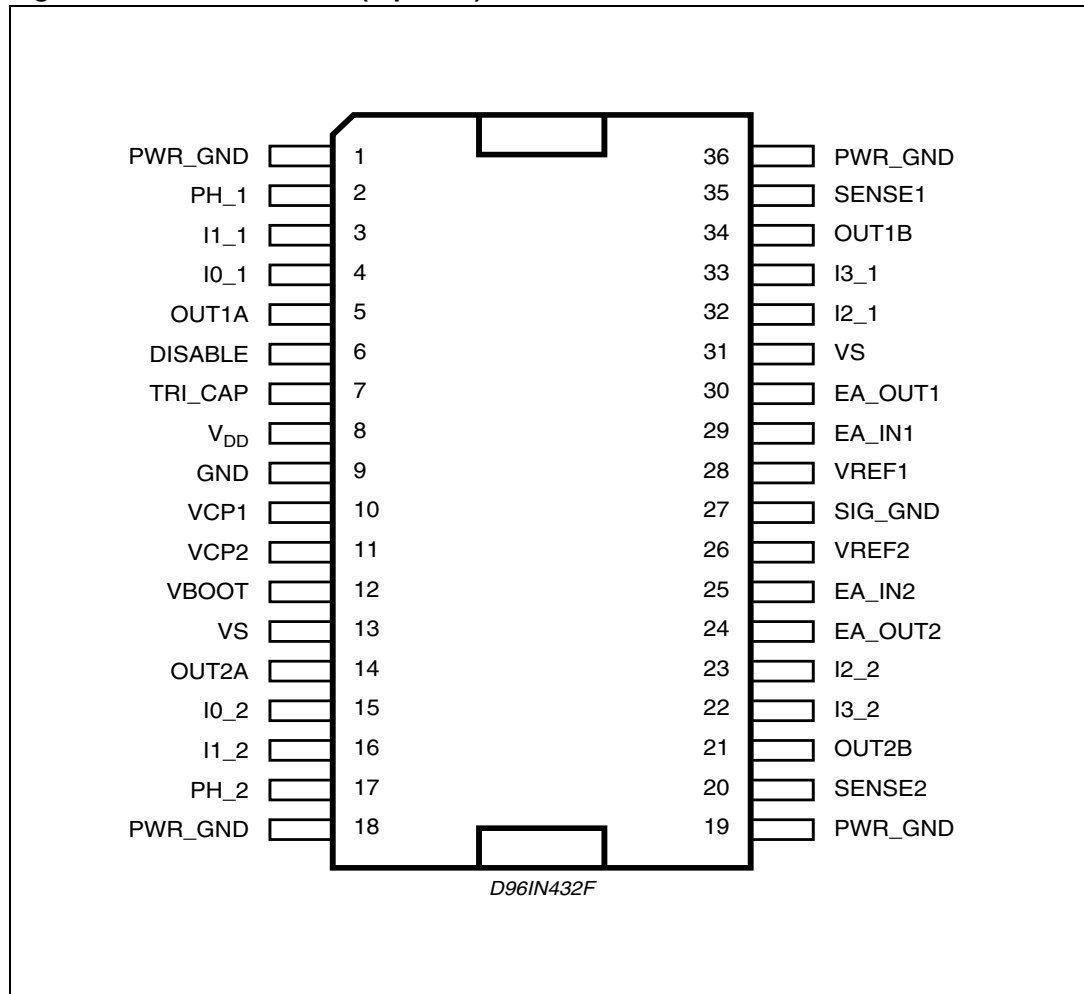 PWR_GND 1 36 PWR_GND
PH_1 2 35 SENSE1
I1_1 3 34 OUT1B
I0_1 4 33 I3_1
OUT1A 5 32 I2_1
DISABLE 6 31 VS
TRI_CAP 7 30 EA_OUT1
VDD 8 29 EA_IN1
GND 9 28 VREF1
VCP1 10 27 SIG_GND
VCP2 11 26 VREF2
VBOOT 12 25 EA_IN2
VS 13 24 EA_OUT2
OUT2A 14 23 I2_2
I0_2 15 22 I3_2
I1_2 16 21 OUT2B
PH_2 17 20 SENSE2
PWR_GND 18 19 PWR_GND
D96IN432F